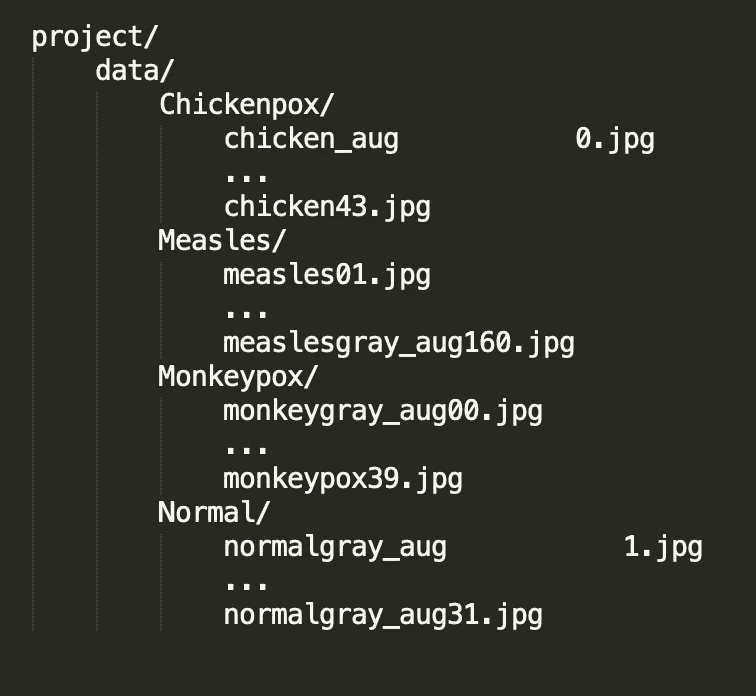 project/
data/
Chickenpox/
chicken_aug           0.jpg
...
chicken43.jpg
Measles/
measles01.jpg
...
measlesgray_aug160.jpg
Monkeypox/
monkeygray_aug00.jpg
...
monkeypox39.jpg
Normal/
normalgray_aug           1.jpg
...
normalgray_aug31.jpg